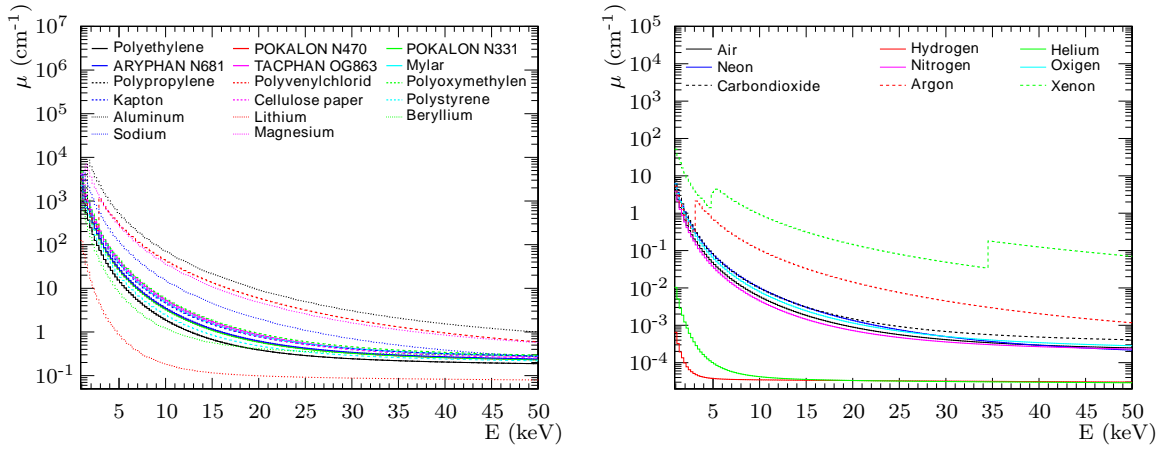 μ (cm⁻¹)
10⁷
10⁶
10⁵
10⁴
10³
10²
10
1
10⁻¹
Polyethylene POKALON N470 POKALON N331
ARYPHAN N681 TACPHAN OG863 Mylar
Polypropylene Polyvenylchlorid Polyoxymethylen
Kapton Cellulose paper Polystyrene
Aluminum Lithium Beryllium
Sodium Magnesium
5 10 15 20 25 30 35 40 45 50
E (keV)
μ (cm⁻¹)
10⁵
10⁴
10³
10²
10
1
10⁻¹
10⁻²
10⁻³
10⁻⁴
Air Hydrogen Helium
Neon Nitrogen Oxigen
Carbondioxide Argon Xenon
5 10 15 20 25 30 35 40 45 50
E (keV)